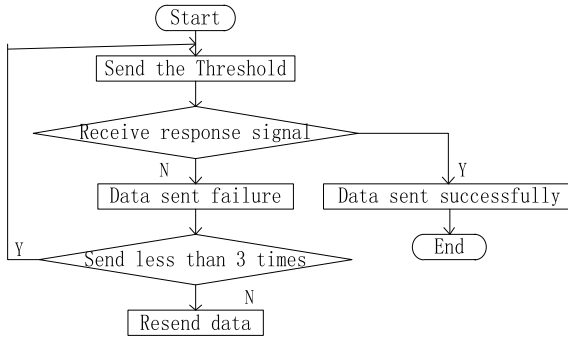 Start
Send the Threshold
Receive response signal
N
Y
Data sent failure
Data sent successfully
Y
Send less than 3 times
End
N
Resend data